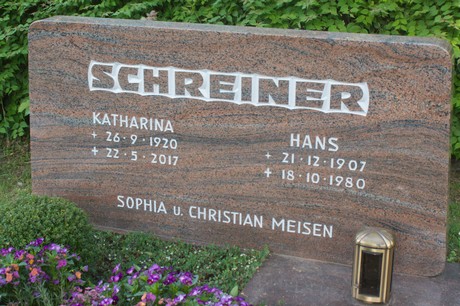 SCHREINER
KATHARINA
+ 26·9·1920
+ 22·5·2017
HANS
+ 21·12·1907
+ 18·10·1980
SOPHIA u. CHRISTIAN MEISEN